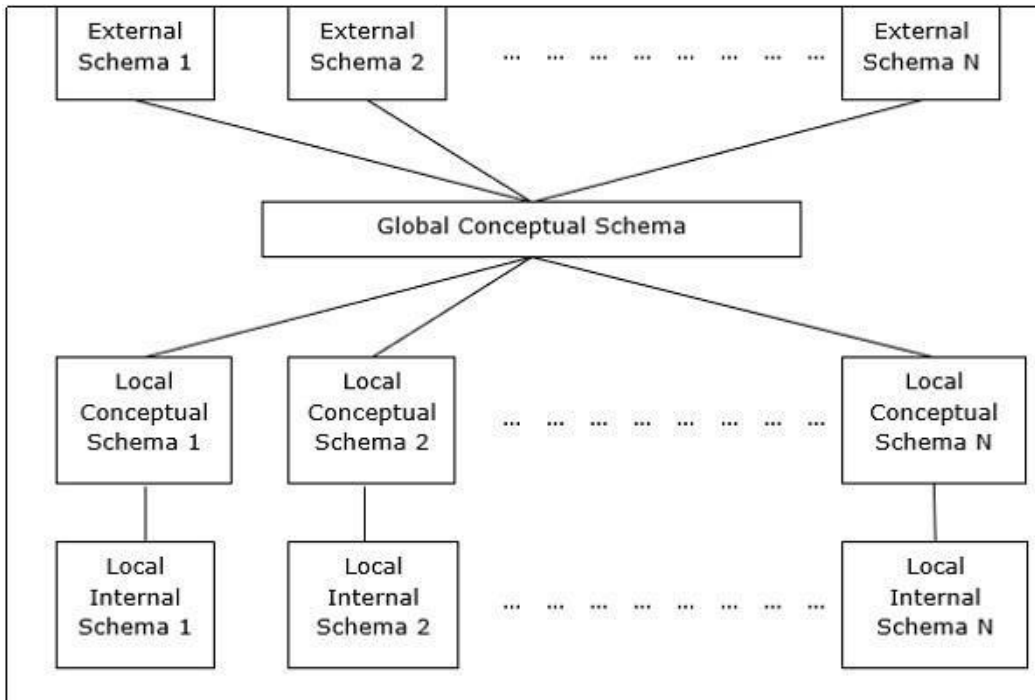 External
Schema 1
External
Schema 2
... ... ... ... ... ... ... ...
External
Schema N
Global Conceptual Schema
Local
Conceptual
Schema 1
Local
Conceptual
Schema 2
... ... ... ... ... ... ... ...
Local
Conceptual
Schema N
Local
Internal
Schema 1
Local
Internal
Schema 2
... ... ... ... ... ... ... ...
Local
Internal
Schema N